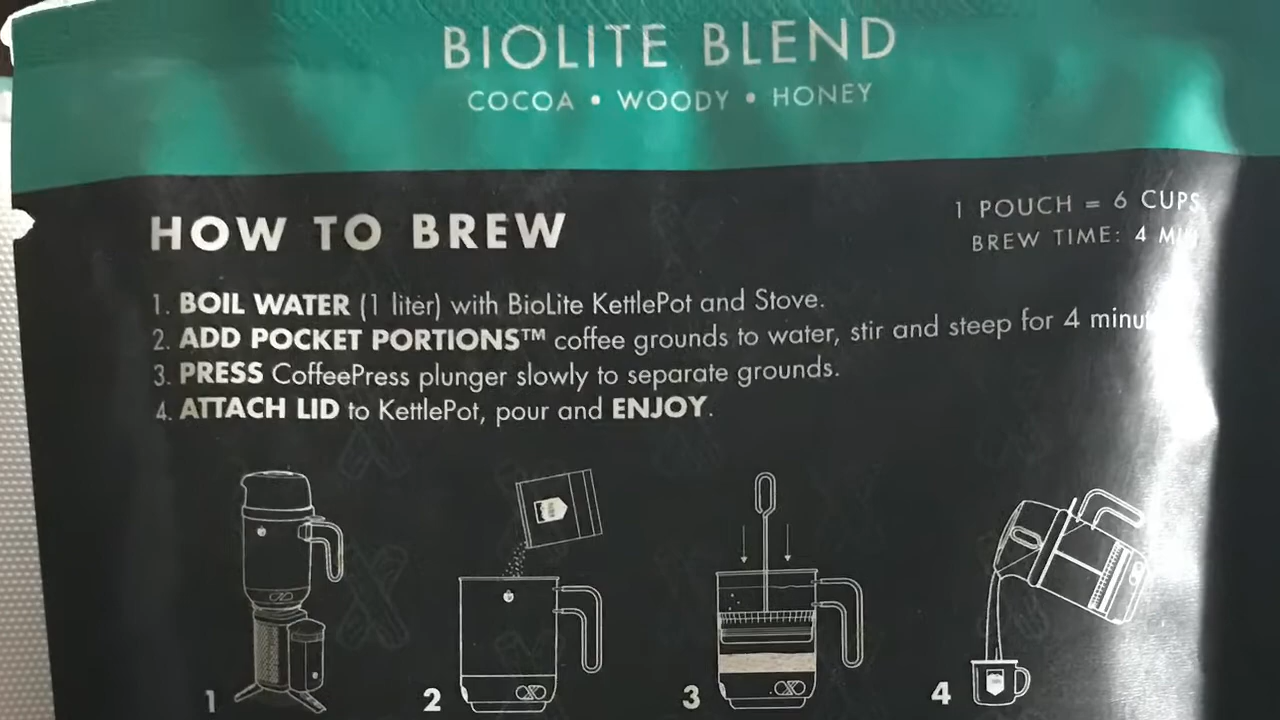 BIOLITE BLEND
COCOA • WOODY • HONEY
HOW TO BREW
1 POUCH = 6 CUPS
BREW TIME: 4 MIN
1. BOIL WATER (1 liter) with BioLite KettlePot and Stove.
2. ADD POCKET PORTIONS™ coffee grounds to water, stir and steep for 4
3. PRESS CoffeePress plunger slowly to separate grounds.
4. ATTACH LID to KettlePot, pour and ENJOY.
1 2 3 4